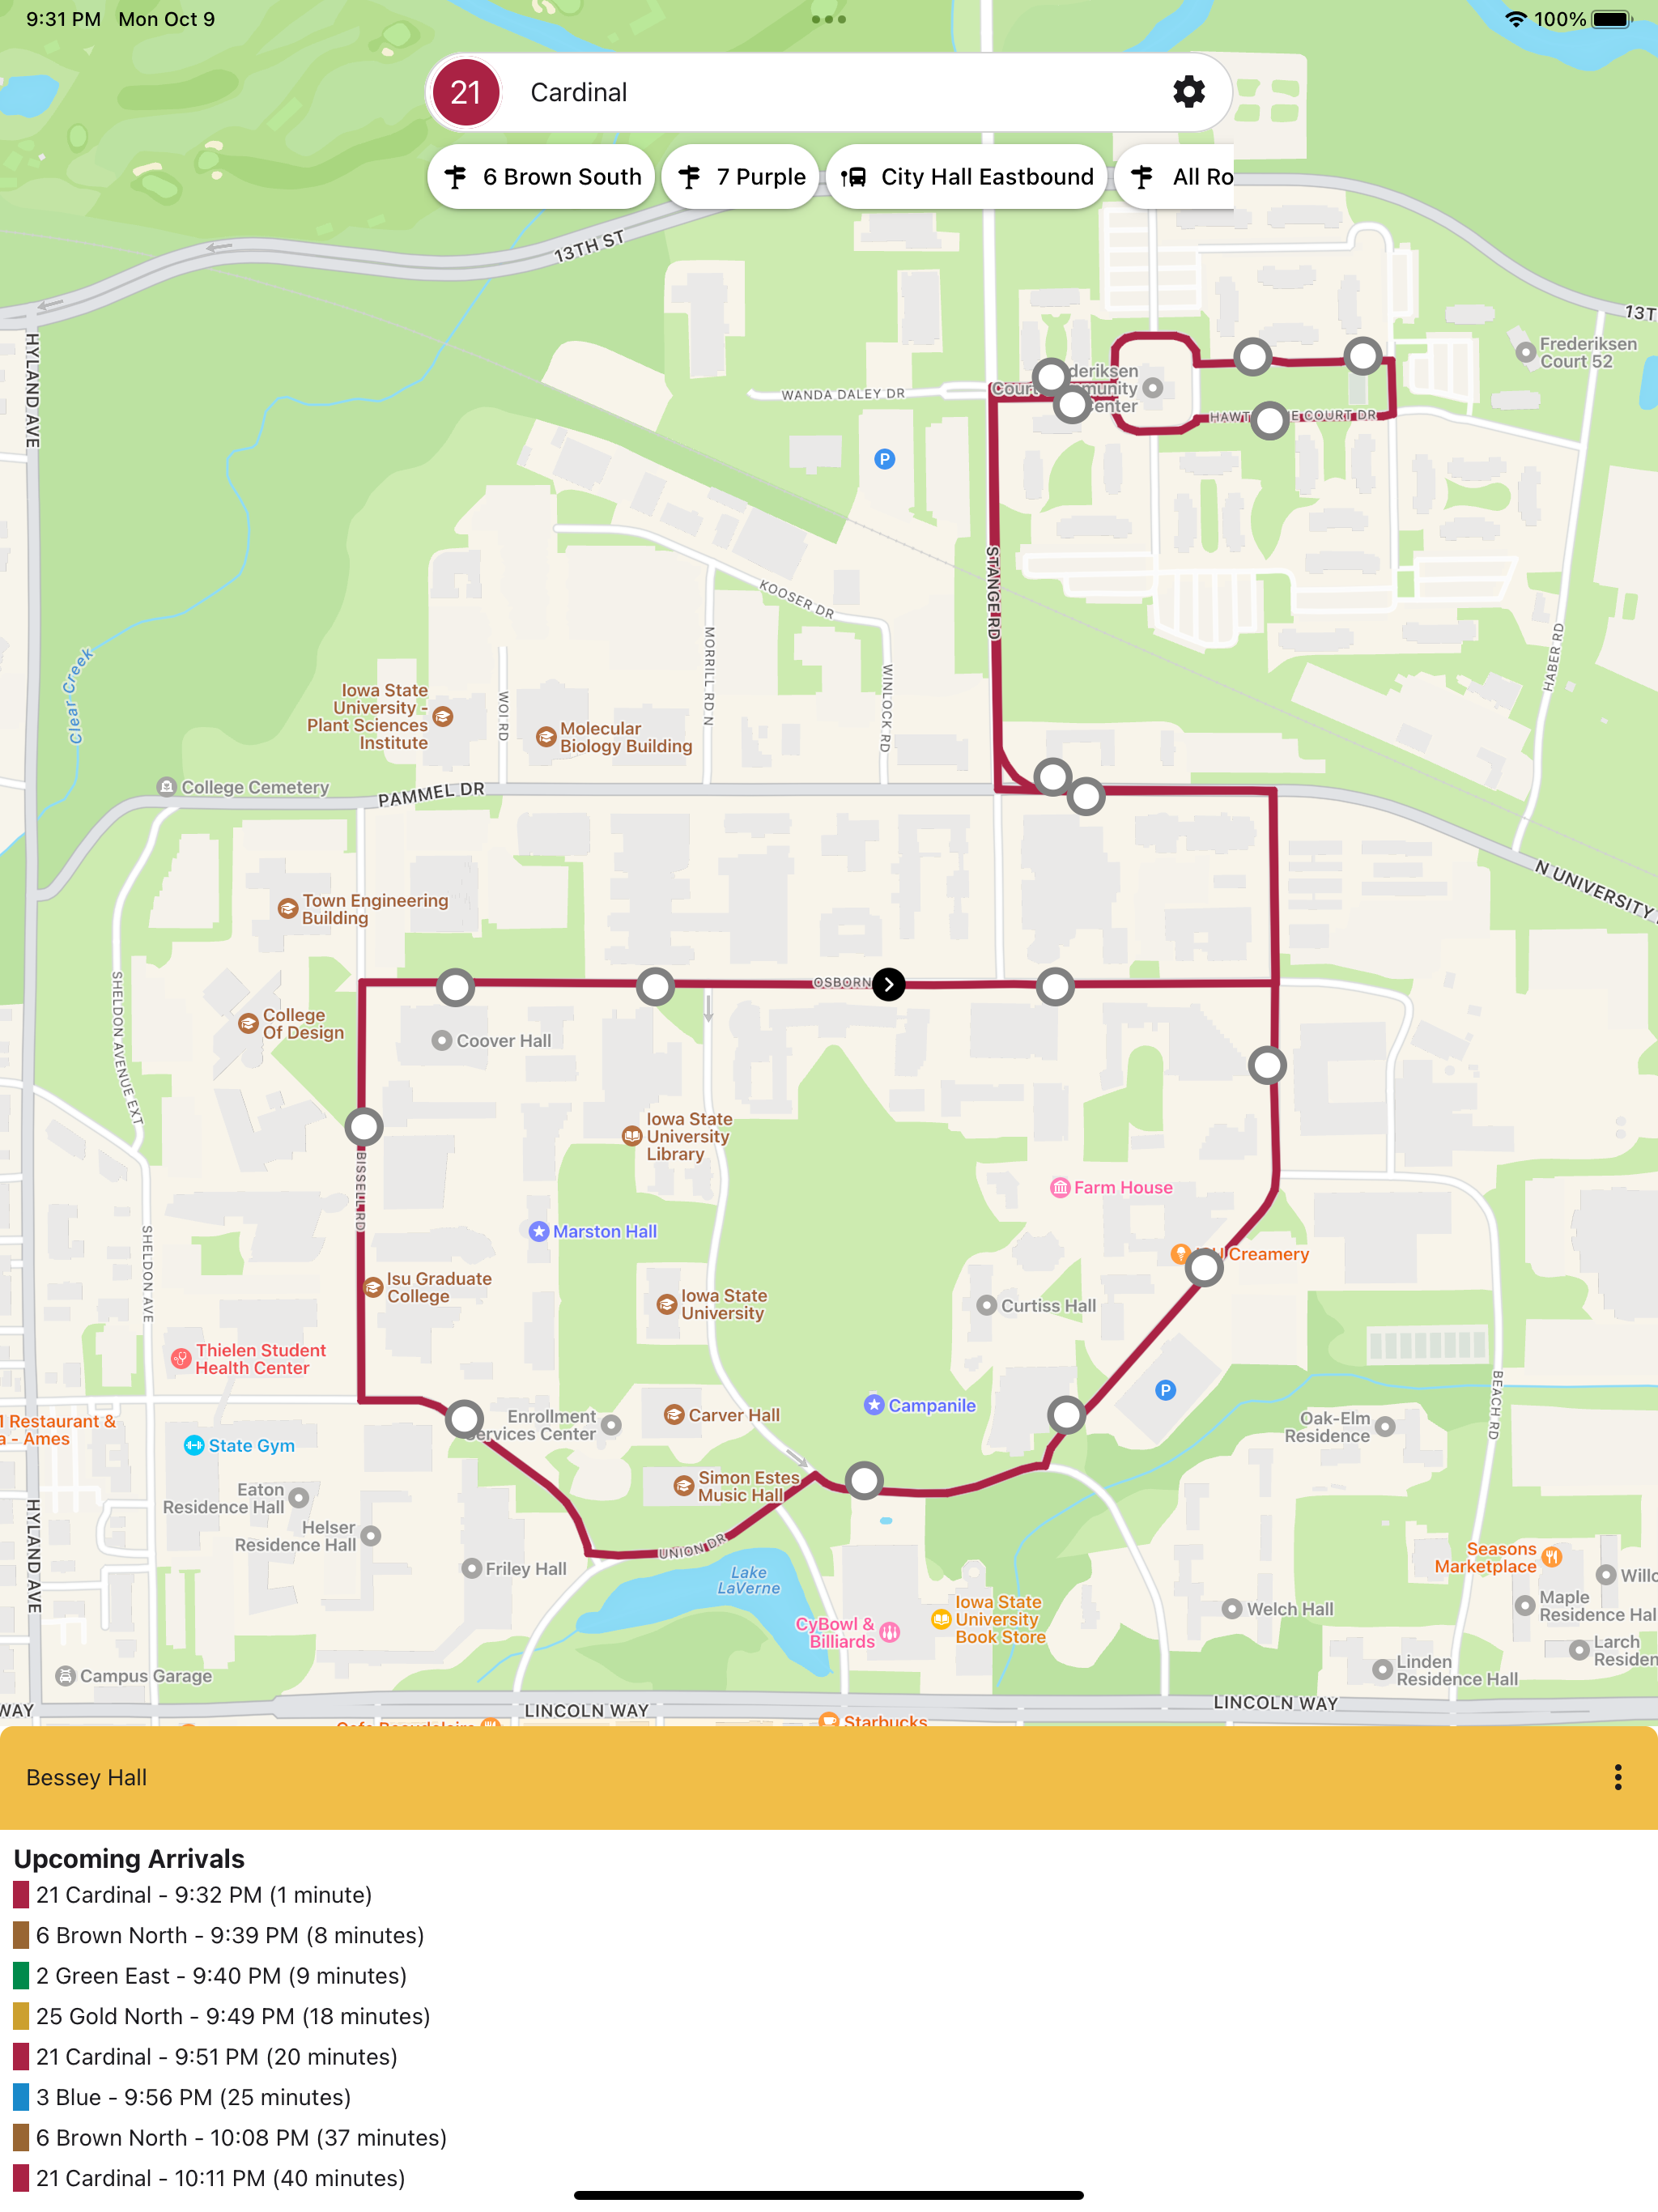 9:31 PM Mon Oct 9
100%
21 Cardinal
6 Brown South
7 Purple
City Hall Eastbound
All Ro
13TH ST
13T
HYLAND AVE
Frederiksen
Court 52
WANDA DALEY DR
deriksen
Cour munity
enter
HAWT E COURT DR
P
STANGE RD
KOOSER DR
MORRILL RD N
WINLOCK RD
WOI RD
HABER RD
Clear Creek
Iowa State
University -
Plant Sciences
Institute
Molecular
Biology Building
College Cemetery
PAMMEL DR
N UNIVERSITY
Town Engineering
Building
SHELDON AVENUE EXT
OSBORN
College
Of Design
Coover Hall
Iowa State
University
Library
BISSELL RD
Farm House
Marston Hall
SHELDON AVE
Creamery
Isu Graduate
College
Iowa State
University
Curtiss Hall
Thielen Student
Health Center
P
BEACH RD
Restaurant &
a - Ames
State Gym
Enrollment
ervices Center
Carver Hall
Campanile
Oak-Elm
Residence
Eaton
Residence Hall
Simon Estes
Music Hall
Helser
Residence Hall
UNION DR
HYLAND AVE
Friley Hall
Lake
LaVerne
Seasons
Marketplace
Willo
CyBowl &
Billiards
Iowa State
University
Book Store
Welch Hall
Maple
Residence Hal
Larch
Residen
Linden
Residence Hall
Campus Garage
WAY
LINCOLN WAY
LINCOLN WAY
Starbucks
Bessey Hall
Upcoming Arrivals
21 Cardinal - 9:32 PM (1 minute)
6 Brown North - 9:39 PM (8 minutes)
2 Green East - 9:40 PM (9 minutes)
25 Gold North - 9:49 PM (18 minutes)
21 Cardinal - 9:51 PM (20 minutes)
3 Blue - 9:56 PM (25 minutes)
6 Brown North - 10:08 PM (37 minutes)
21 Cardinal - 10:11 PM (40 minutes)